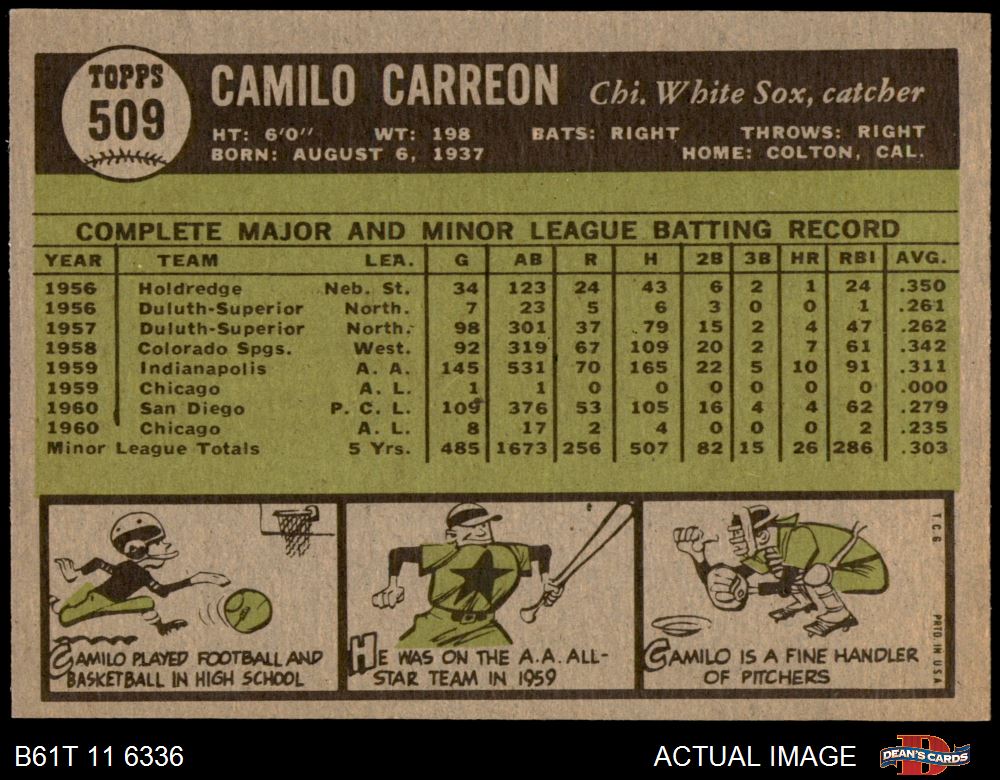 TOPPS
509
CAMILO CARREON Chi. White Sox, catcher
HT: 6'0" WT: 198 BATS: RIGHT THROWS: RIGHT
BORN: AUGUST 6, 1937 HOME: COLTON, CAL.
COMPLETE MAJOR AND MINOR LEAGUE BATTING RECORD
YEAR TEAM LEA. G AB R H 2B 3B HR RBI AVG.
1956 Holdredge Neb. St. 34 123 24 43 6 2 1 24 .350
1956 Duluth-Superior North. 7 23 5 6 3 0 0 1 .261
1957 Duluth-Superior North. 98 301 37 79 15 2 4 47 .262
1958 Colorado Spgs. West. 92 319 67 109 20 2 7 61 .342
1959 Indianapolis A. A. 145 531 70 165 22 5 10 91 .311
1959 Chicago A. L. 1 1 0 0 0 0 0 0 .000
1960 San Diego P. C. L. 109 376 53 105 16 4 4 62 .279
1960 Chicago A. L. 8 17 2 4 0 0 0 2 .235
Minor League Totals 5 Yrs. 485 1673 256 507 82 15 26 286 .303
CAMILO PLAYED FOOTBALL AND
BASKETBALL IN HIGH SCHOOL
HE WAS ON THE A.A. ALL-
STAR TEAM IN 1959
CAMILO IS A FINE HANDLER
OF PITCHERS
T.C.G.
PRTD. IN U.S.A.
B61T 11 6336 ACTUAL IMAGE DEAN'S CARDS